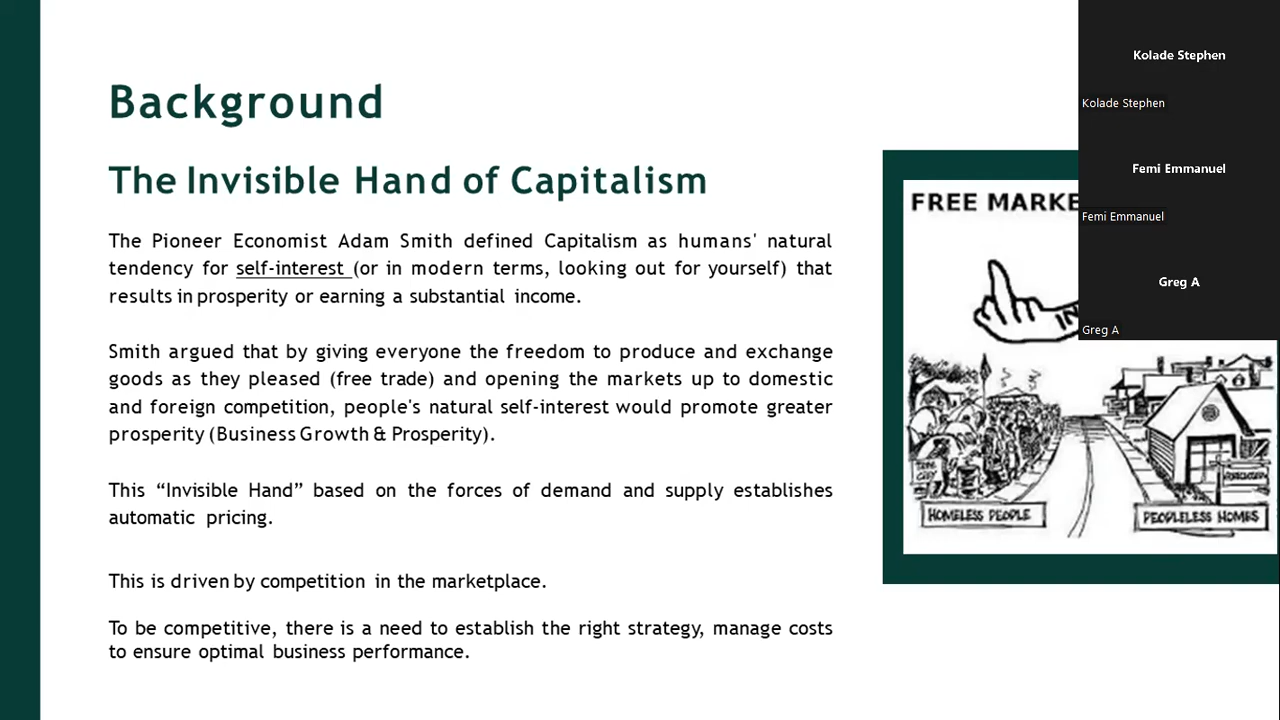 Background
The Invisible Hand of Capitalism
The Pioneer Economist Adam Smith defined Capitalism as humans' natural
tendency for self-interest (or in modern terms, looking out for yourself) that
results in prosperity or earning a substantial income.
Smith argued that by giving everyone the freedom to produce and exchange
goods as they pleased (free trade) and opening the markets up to domestic
and foreign competition, people's natural self-interest would promote greater
prosperity (Business Growth & Prosperity).
This “Invisible Hand” based on the forces of demand and supply establishes
automatic pricing.
This is driven by competition in the marketplace.
To be competitive, there is a need to establish the right strategy, manage costs
to ensure optimal business performance.
FREE MARKE
HOMELESS PEOPLE
PEOPLELESS HOMES
Kolade Stephen
Kolade Stephen
Femi Emmanuel
Femi Emmanuel
Greg A
Greg A